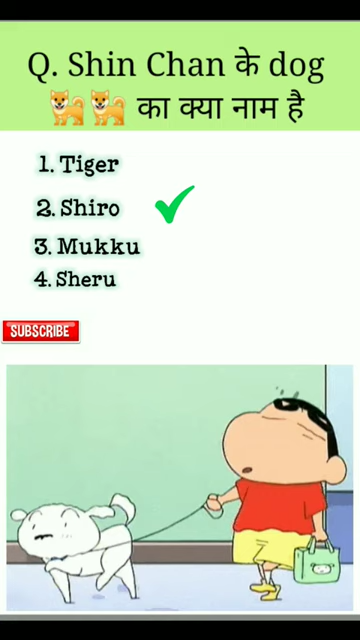 Q. Shin Chan के dog
🐕🐕 का क्या नाम है
1. Tiger
2. Shiro
3. Mukku
4. Sheru
SUBSCRIBE